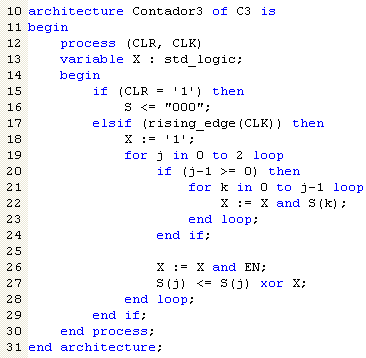 10 architecture Contador3 of C3 is
11 begin
12     process (CLR, CLK)
13     variable X : std_logic;
14     begin
15         if (CLR = '1') then
16             S <= "000";
17         elsif (rising_edge(CLK)) then
18             X := '1';
19             for j in 0 to 2 loop
20                 if (j-1 >= 0) then
21                     for k in 0 to j-1 loop
22                         X := X and S(k);
23                     end loop;
24                 end if;
25
26                 X := X and EN;
27                 S(j) <= S(j) xor X;
28             end loop;
29         end if;
30     end process;
31 end architecture;